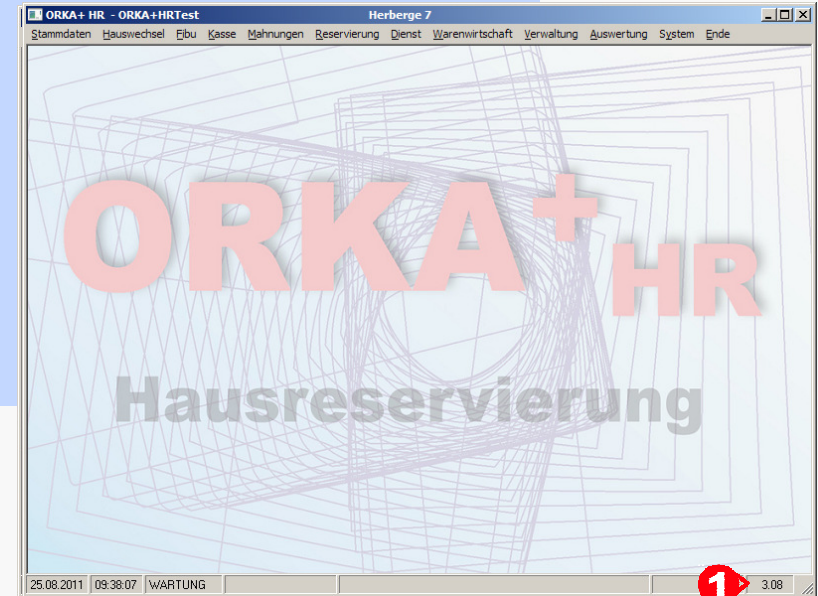 ORKA+ HR - ORKA+HRTest Herberge 7
Stammdaten Hauswechsel Fibu Kasse Mahnungen Reservierung Dienst Warenwirtschaft Verwaltung Auswertung System Ende
ORKA+HR
Hausreservierung
25.08.2011 09:38:07 WARTUNG 1 3.08